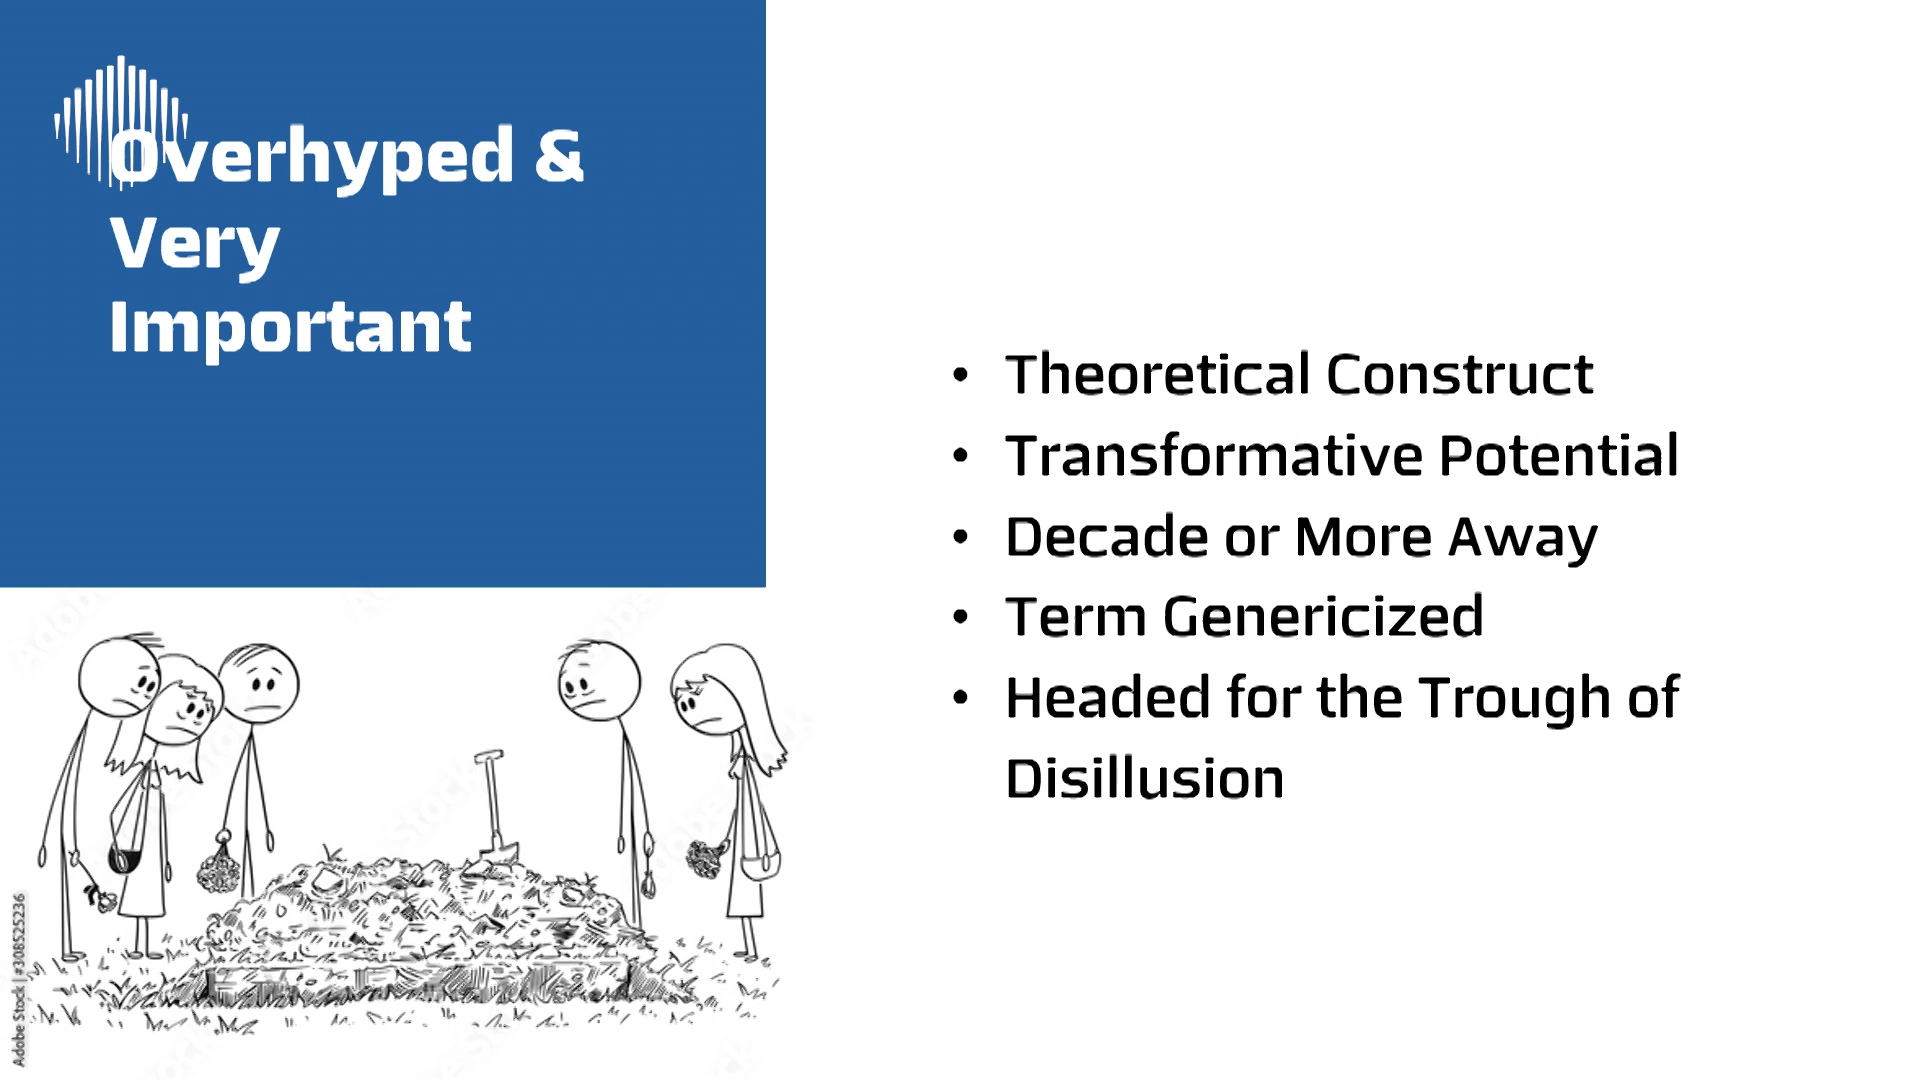 Overhyped &
Very
Important
• Theoretical Construct
• Transformative Potential
• Decade or More Away
• Term Genericized
• Headed for the Trough of
Disillusion
Adobe Stock | #308525236